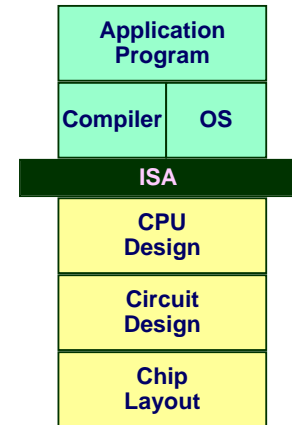 Application
Program
Compiler OS
ISA
CPU
Design
Circuit
Design
Chip
Layout